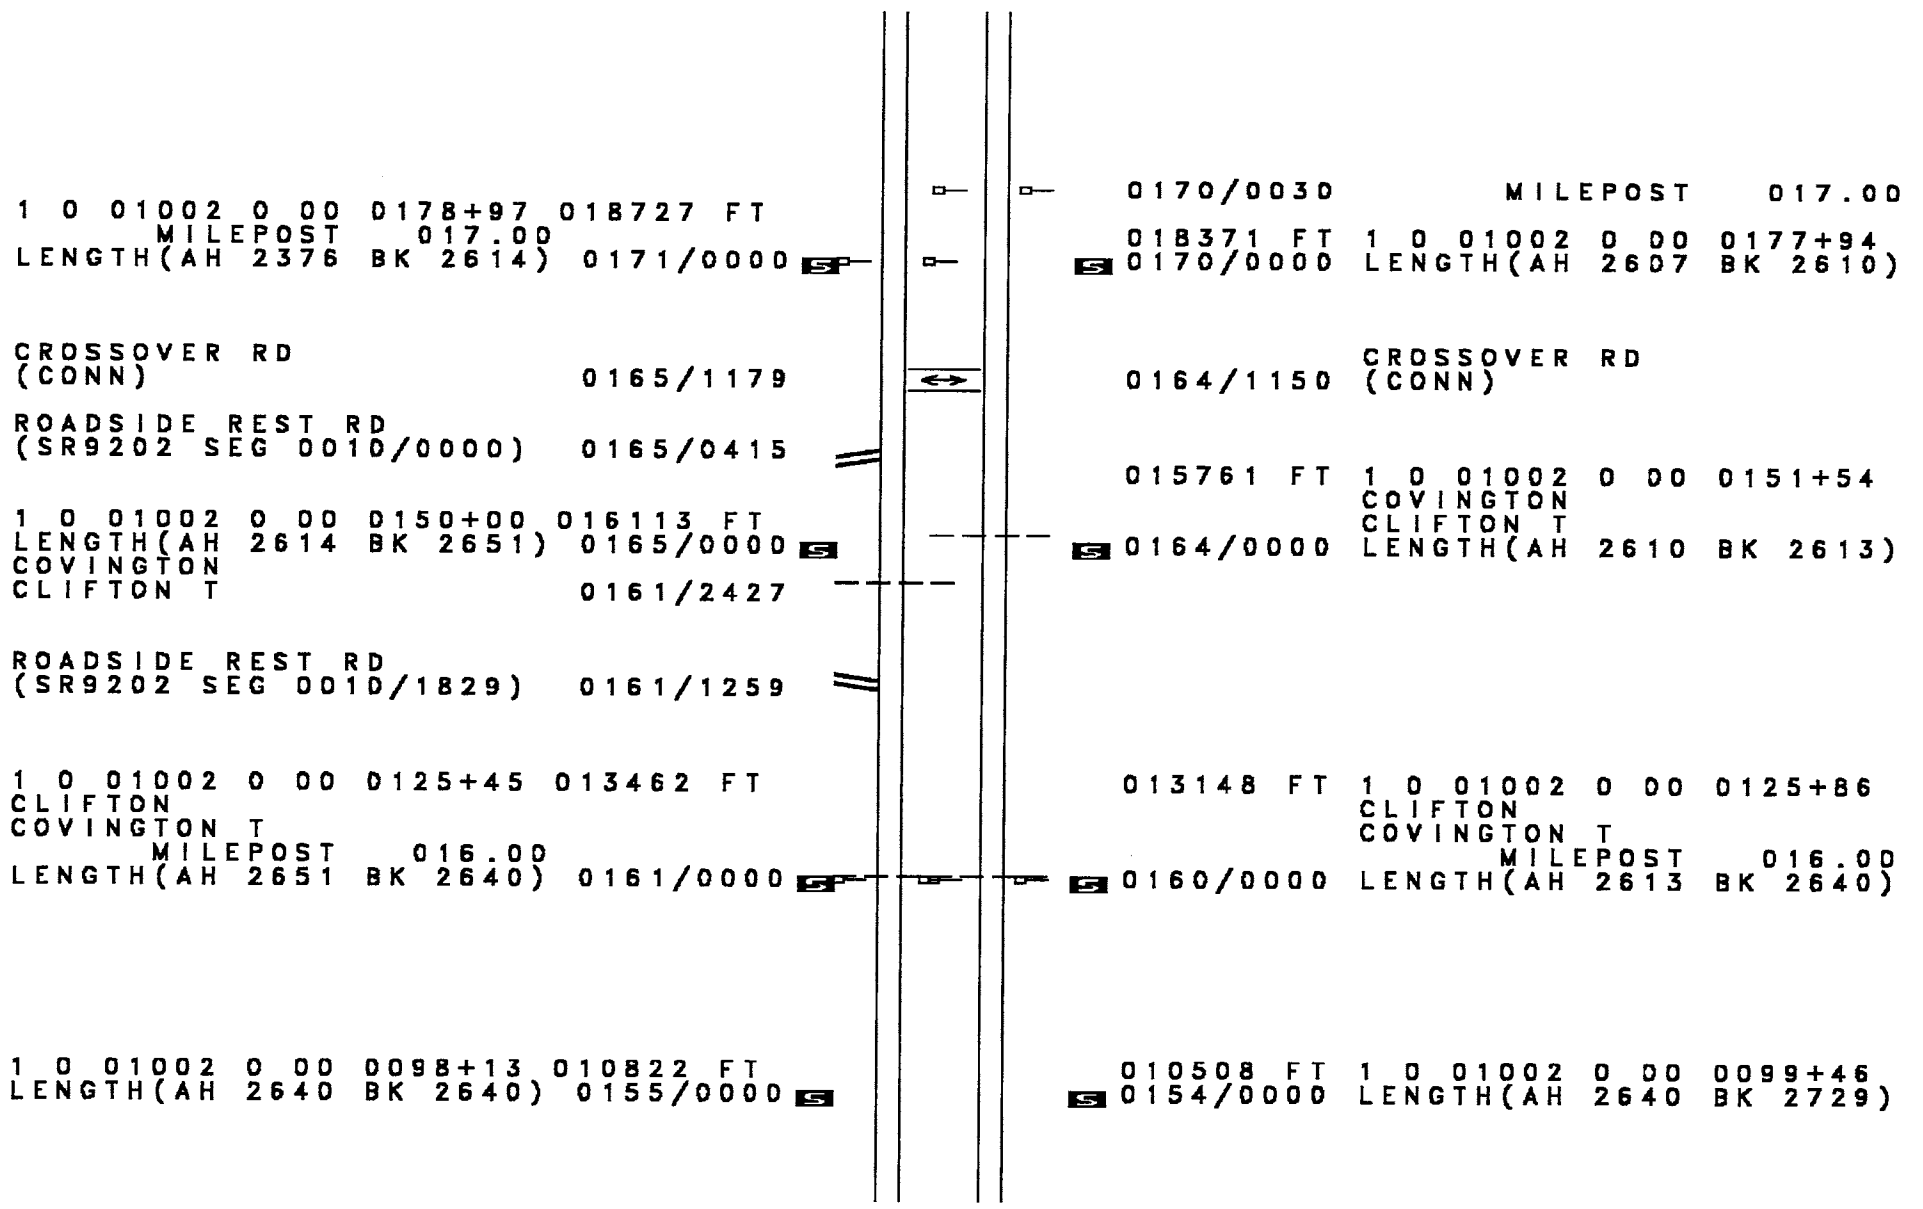 1 0 01002 0 00 0178+97 018727 FT
MILEPOST 017.00
LENGTH(AH 2376 BK 2614) 0171/0000 S
CROSSOVER RD
(CONN) 0165/1179
ROADSIDE REST RD
(SR9202 SEG 0010/0000) 0165/0415
1 0 01002 0 00 0150+00 016113 FT
LENGTH(AH 2614 BK 2651) 0165/0000 S
COVINGTON
CLIFTON T 0161/2427
ROADSIDE REST RD
(SR9202 SEG 0010/1829) 0161/1259
1 0 01002 0 00 0125+45 013462 FT
CLIFTON
COVINGTON T
MILEPOST 016.00
LENGTH(AH 2651 BK 2640) 0161/0000 S
1 0 01002 0 00 0098+13 010822 FT
LENGTH(AH 2640 BK 2640) 0155/0000 S
0170/0030 MILEPOST 017.00
018371 FT 1 0 01002 0 00 0177+94
S 0170/0000 LENGTH(AH 2607 BK 2610)
CROSSOVER RD
0164/1150 (CONN)
015761 FT 1 0 01002 0 00 0151+54
COVINGTON
CLIFTON T
S 0164/0000 LENGTH(AH 2610 BK 2613)
013148 FT 1 0 01002 0 00 0125+86
CLIFTON
COVINGTON T
MILEPOST 016.00
S 0160/0000 LENGTH(AH 2613 BK 2640)
010508 FT 1 0 01002 0 00 0099+46
S 0154/0000 LENGTH(AH 2640 BK 2729)